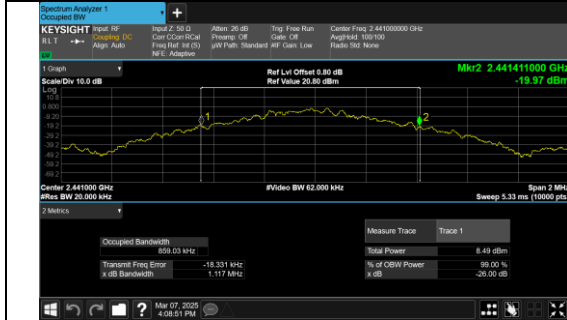 Spectrum Analyzer 1
Occupied BW
+
KEYSIGHT Input: RF Input Z: 50 Ω Atten: 26 dB Trig: Free Run Center Freq: 2.441000000 GHz
RLT Coupling: DC Corr CCorr RCal Preamp: Off Gate: Off Avg|Hold: 100/100
Align: Auto Freq Ref: Int (S) µW Path: Standard #IF Gain: Low Radio Std: None
NFE: Adaptive
1 Graph
Ref Lvl Offset 0.80 dB Mkr2 2.441411000 GHz
Scale/Div 10.0 dB Ref Value 20.80 dBm -19.97 dBm
Log
10.8
0.800
-9.20
-19.2
-29.2
-39.2
-49.2
-59.2
-69.2
1
2
Center 2.441000 GHz #Video BW 62.000 kHz Span 2 MHz
#Res BW 20.000 kHz Sweep 5.33 ms (10000 pts)
2 Metrics
Measure Trace Trace 1
Occupied Bandwidth
859.03 kHz Total Power 8.49 dBm
Transmit Freq Error -18.331 kHz % of OBW Power 99.00 %
x dB Bandwidth 1.117 MHz x dB -26.00 dB
? Mar 07, 2025
4:08:51 PM